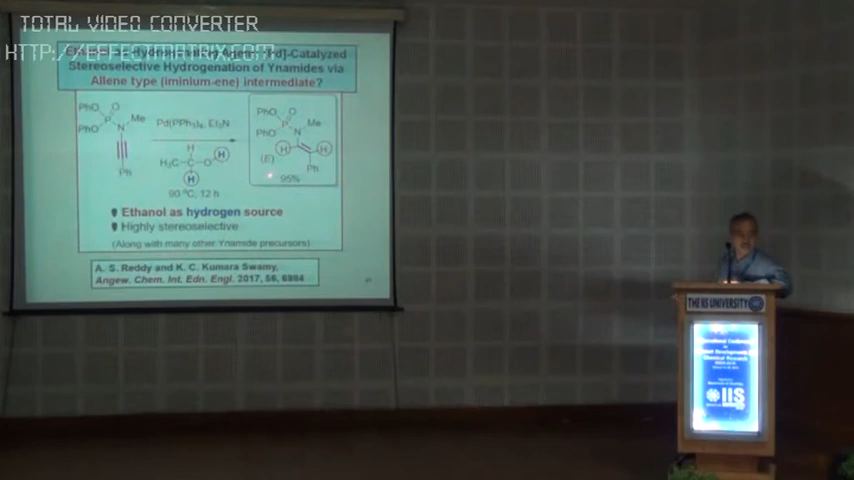 TOTAL VIDEO CONVERTER
HTTP://EFFECTMATRIX.COM
Stereoselective Hydrogenation of Ynamides via
Allene type (iminium-ene) intermediate?
PhO
O
PhO
P
N
Me
Ph
Pd(PPh3)4, Et3N
H
H3C
C
O
H
H
90 ºC, 12 h
PhO
O
PhO
P
Me
N
H
H
(E)
Ph
95%
Ethanol as hydrogen source
Highly stereoselective
(Along with many other Ynamide precursors)
A. S. Reddy and K. C. Kumara Swamy,
Angew. Chem. Int. Edn. Engl. 2017, 56, 6984
THE IIS UNIVERSITY
Chemical Research
IIS